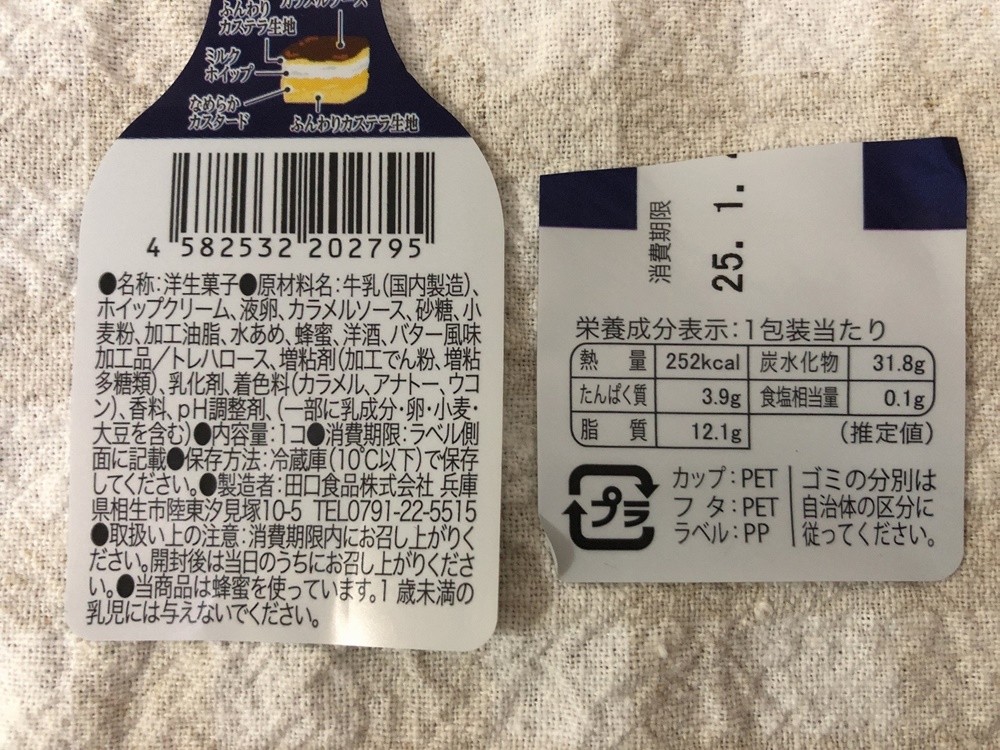 ふんわり
カステラ生地
ミルク
ホイップ
なめらか
カスタード
ふんわりカステラ生地
4 582532 202795
●名称:洋生菓子●原材料名:牛乳(国内製造)、
ホイップクリーム、液卵、カラメルソース、砂糖、小
麦粉、加工油脂、水あめ、蜂蜜、洋酒、バター風味
加工品/トレハロース、増粘剤(加工でん粉、増粘
多糖類)、乳化剤、着色料(カラメル、アナトー、ウコ
ン)、香料、pH調整剤、(一部に乳成分・卵・小麦・
大豆を含む)●内容量:1コ●消費期限:ラベル側
面に記載●保存方法:冷蔵庫(10℃以下)で保存
してください。●製造者:田口食品株式会社 兵庫
県相生市陸東汐見塚10-5 TEL0791-22-5515
●取扱い上の注意:消費期限内にお召し上がりく
ださい。開封後は当日のうちにお召し上がりくださ
い。●当商品は蜂蜜を使っています。1歳未満の
乳児には与えないでください。
消費期限
25. 1.
栄養成分表示:1包装当たり
熱量 252kcal 炭水化物 31.8g
たんぱく質 3.9g 食塩相当量 0.1g
脂質 12.1g (推定値)
プラ
カップ:PET
フタ:PET
ラベル:PP
ゴミの分別は
自治体の区分に
従ってください。